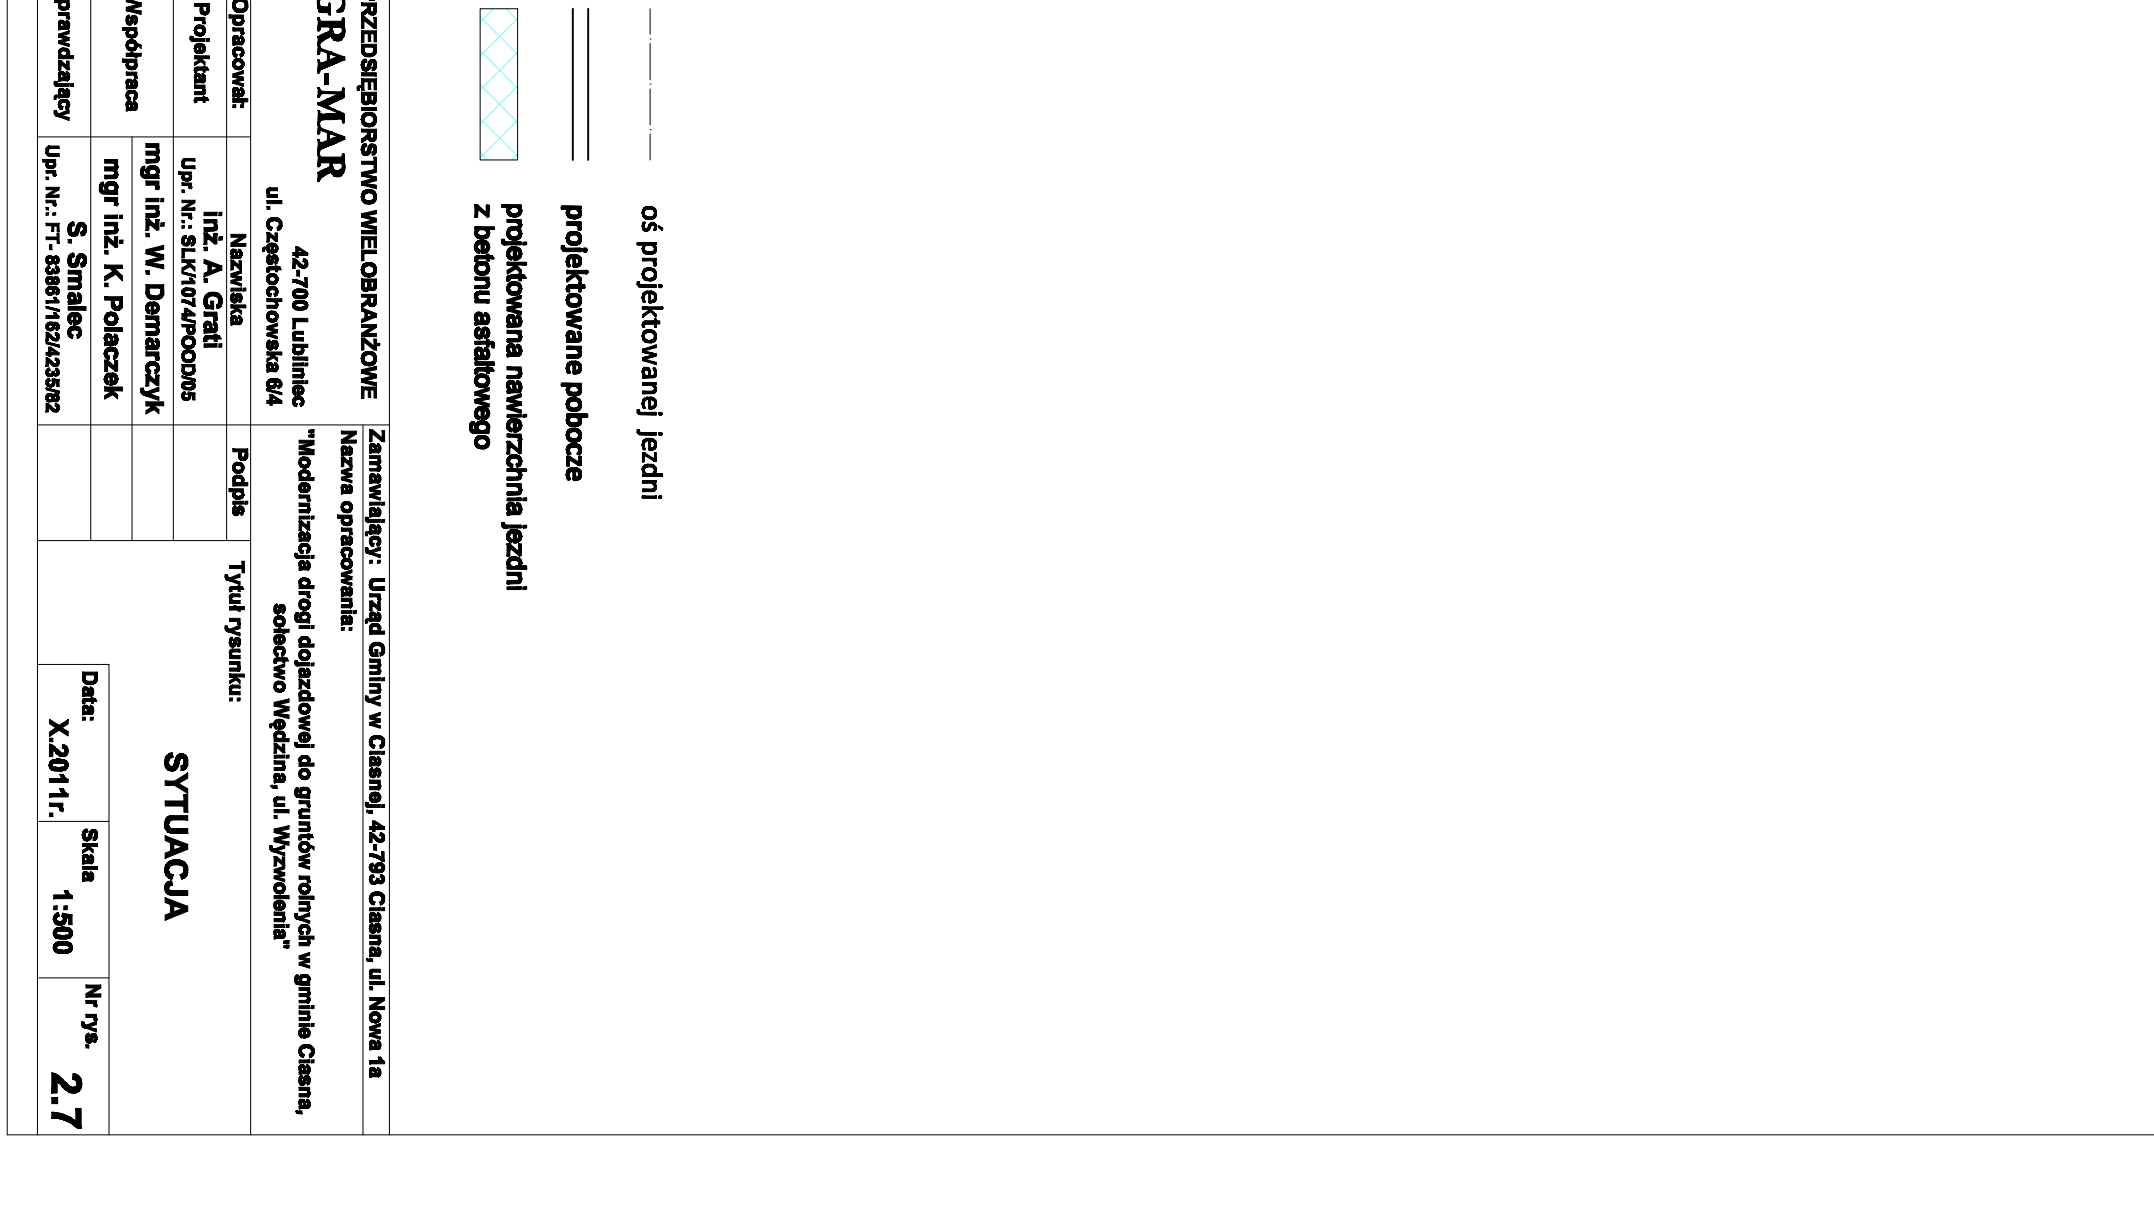 oś projektowanej jezdni
projektowane pobocze
projektowana nawierzchnia jezdni
z betonu asfaltowego
RZEDSIĘBIORSTWO WIELOBRANŻOWE
GRA-MAR
42-700 Lubliniec
ul. Częstochowska 6/4
Zamawiający: Urząd Gminy w Ciasnej, 42-793 Ciasna, ul. Nowa 1a
Nazwa opracowania:
"Modernizacja drogi dojazdowej do gruntów rolnych w gminie Ciasna,
sołectwo Wędzina, ul. Wyzwolenia"
Opracował:
Nazwiska
Podpis
Tytuł rysunku:
Projektant
inż. A. Grati
Upr. Nr.: SLK/1074/POOD/05
SYTUACJA
Współpraca
mgr inż. W. Demarczyk
mgr inż. K. Polaczek
prawdzający
S. Smalec
Upr. Nr.: FT- 83861/162/4235/82
Data:
X.2011r.
Skala
1:500
Nr rys.
2.7